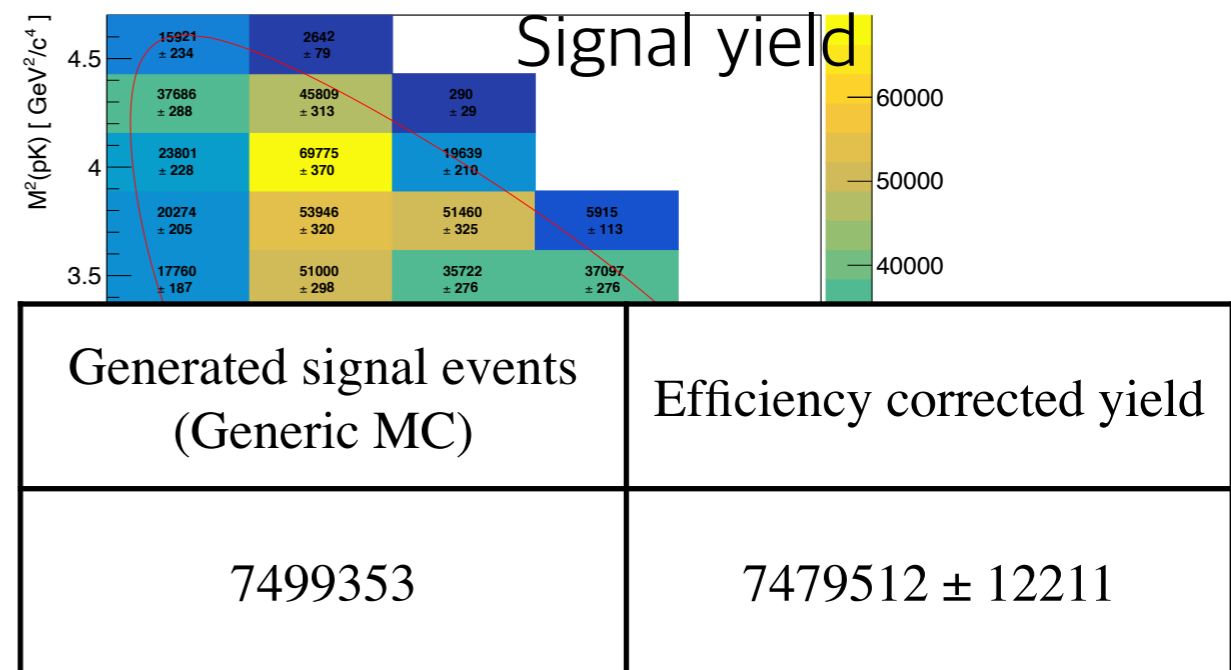 Signal yield
M²(pK) [ GeV²/c⁴ ]
4.5
15921 2642
± 234 ± 79
37686 45809 290
± 288 ± 313 ± 29
60000
4
23801 69775 19639
± 228 ± 370 ± 210
50000
20274 53946 51460 5915
± 205 ± 320 ± 325 ± 113
3.5
17760 51000 35722 37097
± 187 ± 298 ± 276 ± 276
40000
Generated signal events
(Generic MC)
Efficiency corrected yield
7499353
7479512 ± 12211